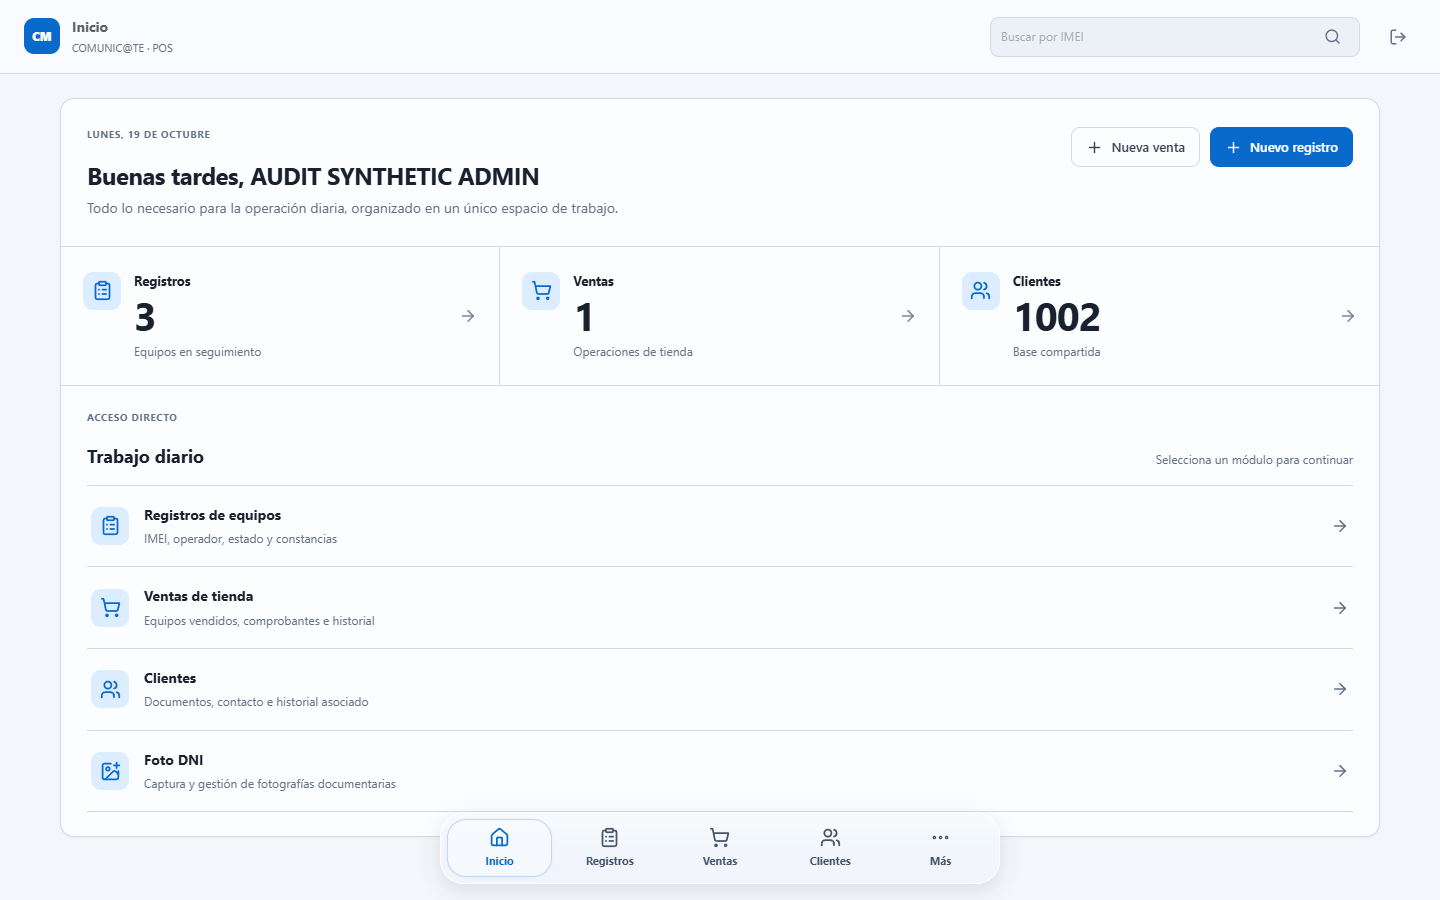 CM
Inicio
COMUNIC@TE · POS
Buscar por IMEI
LUNES, 19 DE OCTUBRE
Buenas tardes, AUDIT SYNTHETIC ADMIN
Todo lo necesario para la operación diaria, organizado en un único espacio de trabajo.
Nueva venta
Nuevo registro
Registros
3
Equipos en seguimiento
Ventas
1
Operaciones de tienda
Clientes
1002
Base compartida
ACCESO DIRECTO
Trabajo diario
Selecciona un módulo para continuar
Registros de equipos
IMEI, operador, estado y constancias
Ventas de tienda
Equipos vendidos, comprobantes e historial
Clientes
Documentos, contacto e historial asociado
Foto DNI
Captura y gestión de fotografías documentarias
Inicio
Registros
Ventas
Clientes
Más